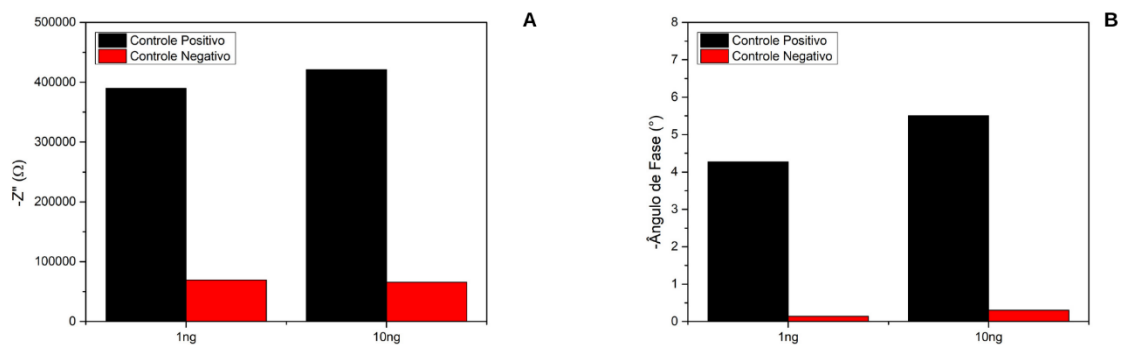 A
500000
400000
300000
200000
100000
0
-Z" (Ω)
Controle Positivo
Controle Negativo
1ng
10ng
B
8
7
6
5
4
3
2
1
0
-Ângulo de Fase (°)
Controle Positivo
Controle Negativo
1ng
10ng